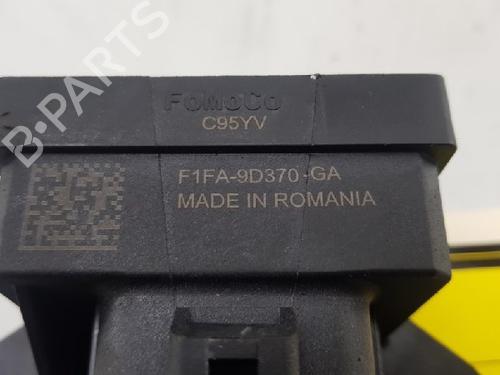 FoMoCo
C95YV
F1FA-9D370-GA
MADE IN ROMANIA
B-PARTS